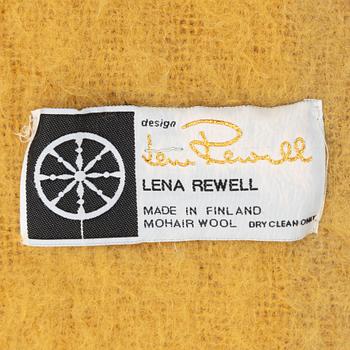 design
Lena Rewell
LENA REWELL
MADE IN FINLAND
MOHAIR WOOL DRY CLEAN ONLY